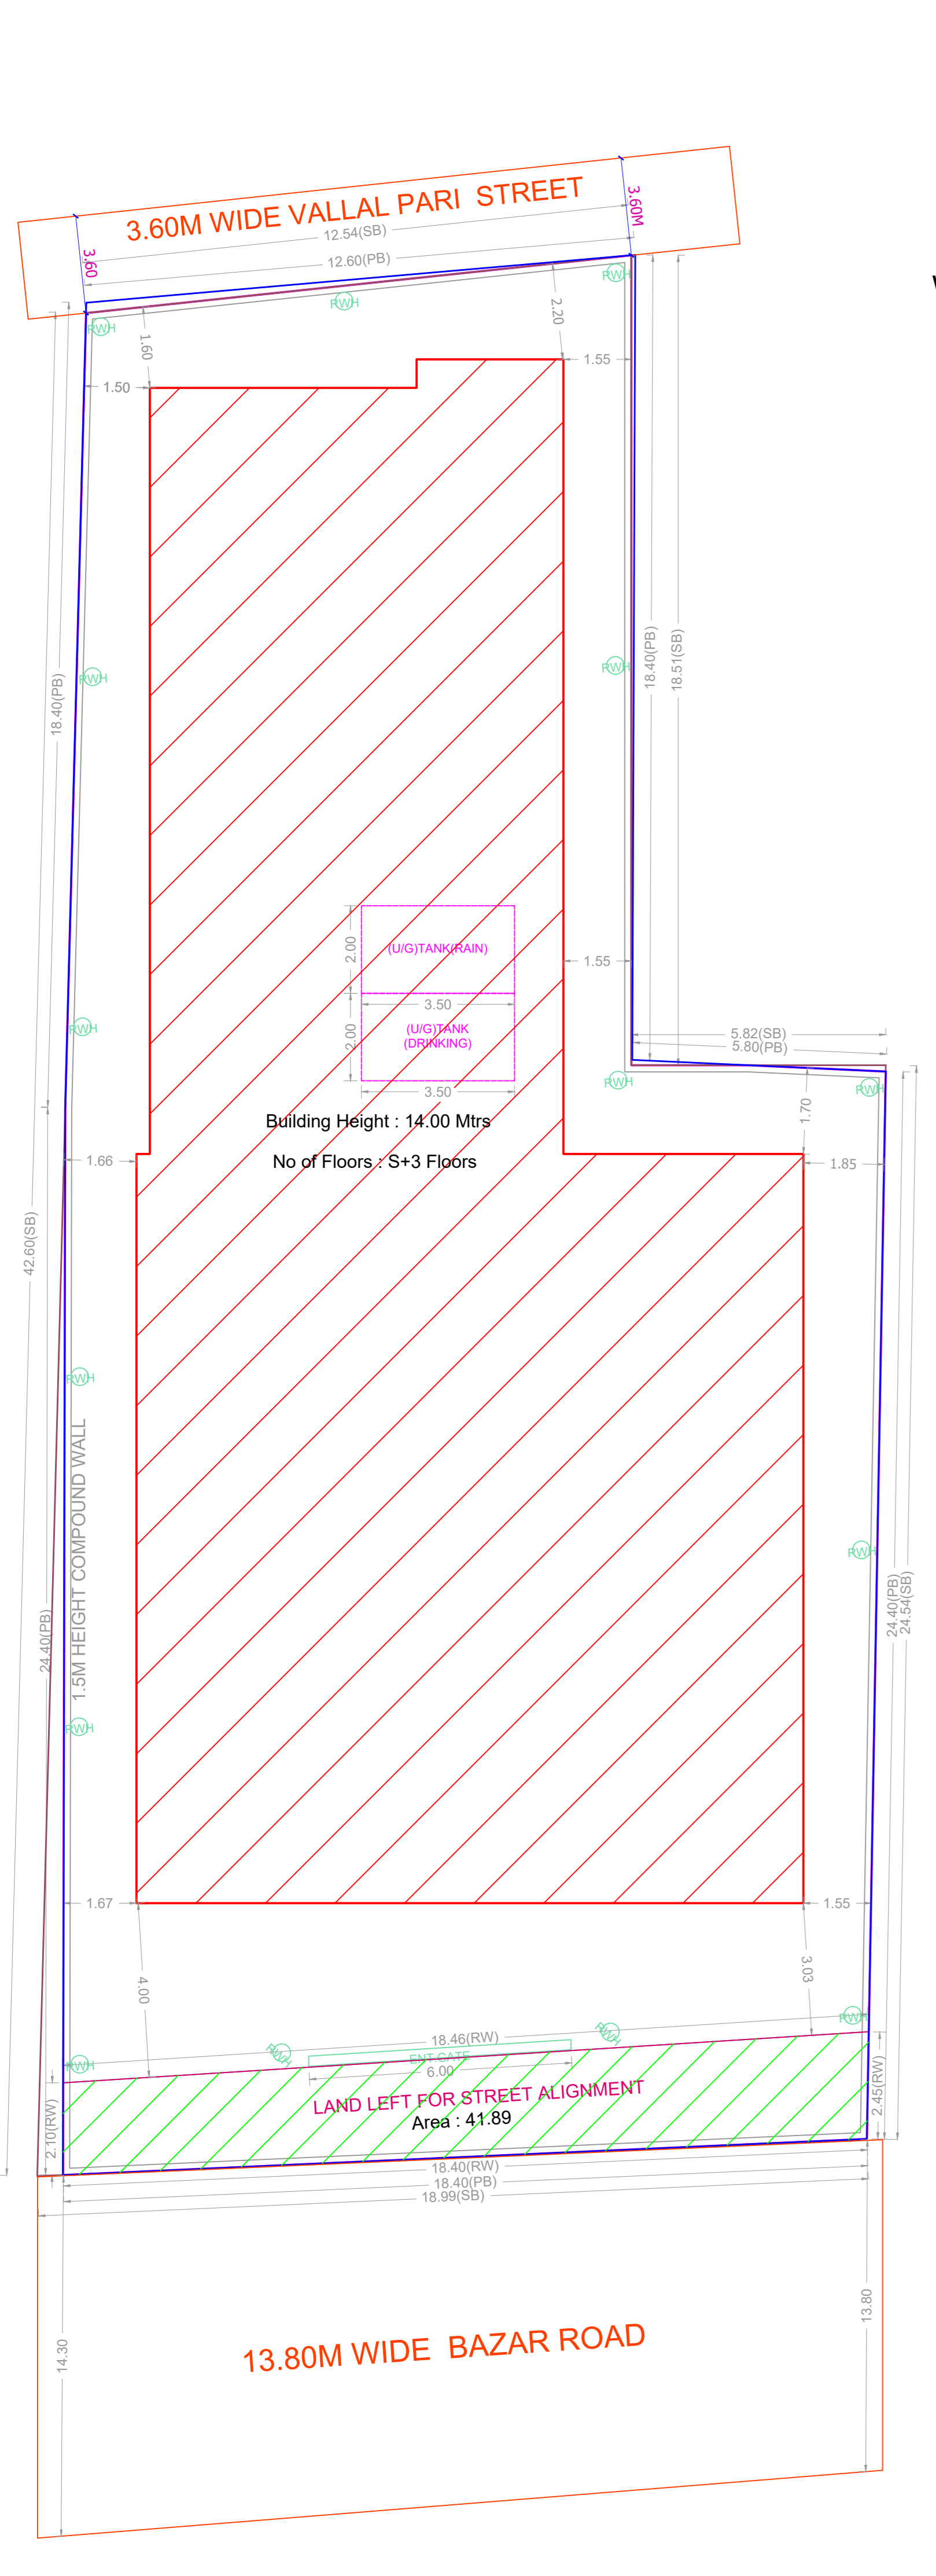 3.60M WIDE VALLAL PARI  STREET
3.60M
3.60
12.54(SB)
12.60(PB)
RWH
RWH
RWH
1.60
2.20
1.50
1.55
18.40(PB)
RWH
RWH
18.40(PB)
18.51(SB)
2.00
(U/G)TANK(RAIN)
1.55
3.50
2.00
(U/G)TANK
(DRINKING)
RWH
5.82(SB)
5.80(PB)
3.50
RWH
RWH
Building Height : 14.00 Mtrs
1.70
No of Floors : S+3 Floors
1.66
1.85
42.60(SB)
RWH
1.5M HEIGHT COMPOUND WALL
RWH
24.40(PB)
24.40(PB)
24.54(SB)
RWH
1.67
1.55
4.00
3.03
RWH
RWH
RWH
RWH
18.46(RW)
ENT.GATE
6.00
LAND LEFT FOR STREET ALIGNMENT
Area : 41.89
2.10(RW)
2.45(RW)
18.40(RW)
18.40(PB)
18.99(SB)
14.30
13.80
13.80M WIDE  BAZAR ROAD